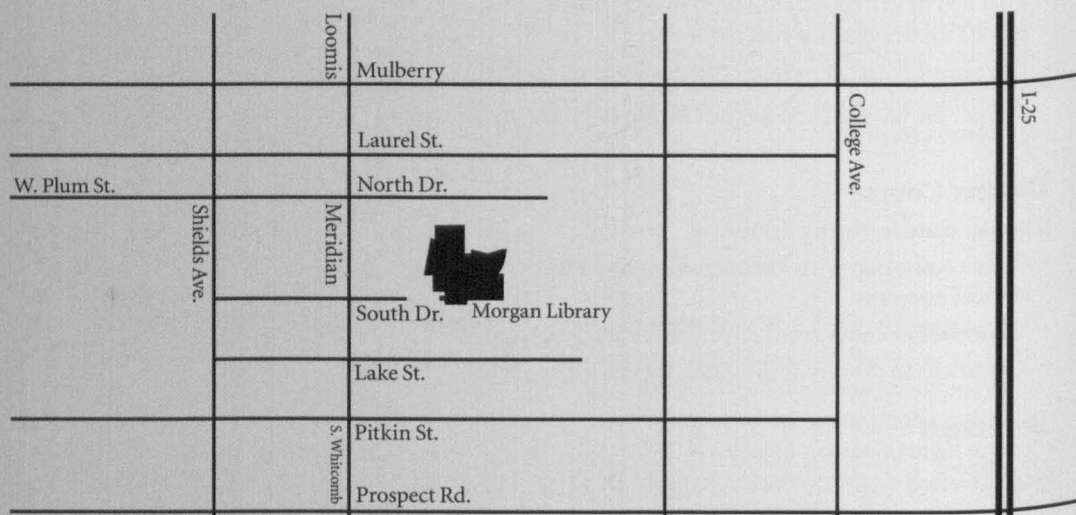 Loomis
Mulberry
I-25
College Ave.
Laurel St.
W. Plum St.
North Dr.
Shields Ave.
Meridian
South Dr.
Morgan Library
Lake St.
S. Whitcomb
Pitkin St.
Prospect Rd.